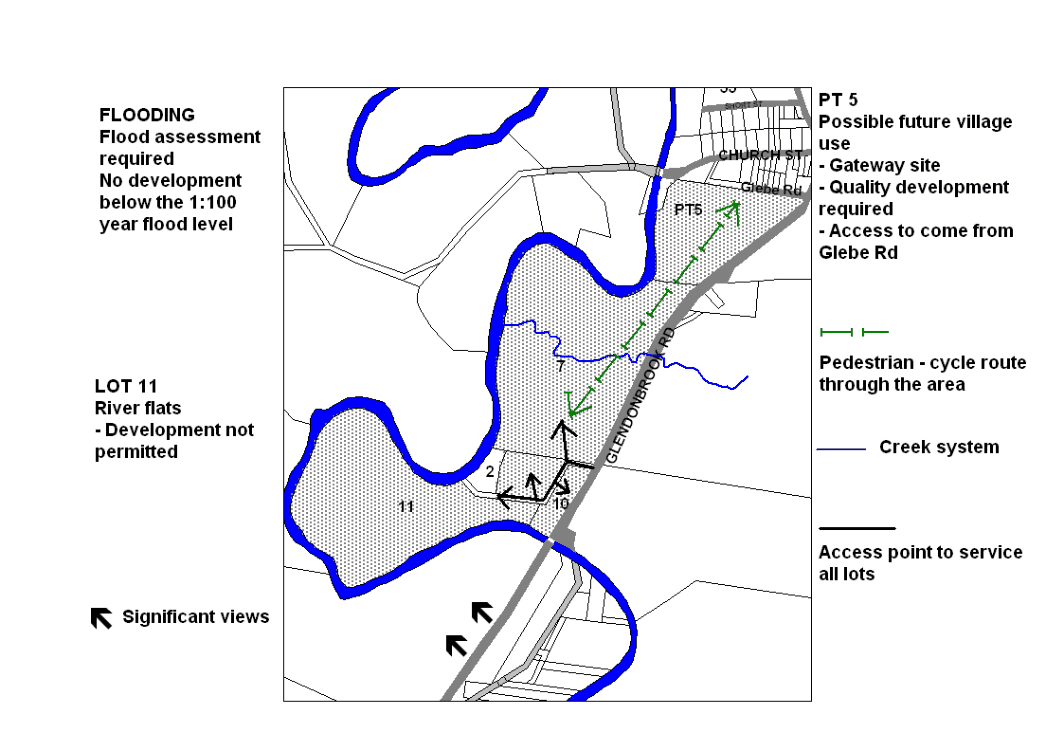 FLOODING
Flood assessment
required
No development
below the 1:100
year flood level
LOT 11
River flats
- Development not
permitted
Significant views
SHORT ST
CHURCH ST
Glebe Rd
PT5
7
GLENDONBROOK RD
2
10
11
PT 5
Possible future village
use
- Gateway site
- Quality development
required
- Access to come from
Glebe Rd
Pedestrian - cycle route
through the area
Creek system
Access point to service
all lots